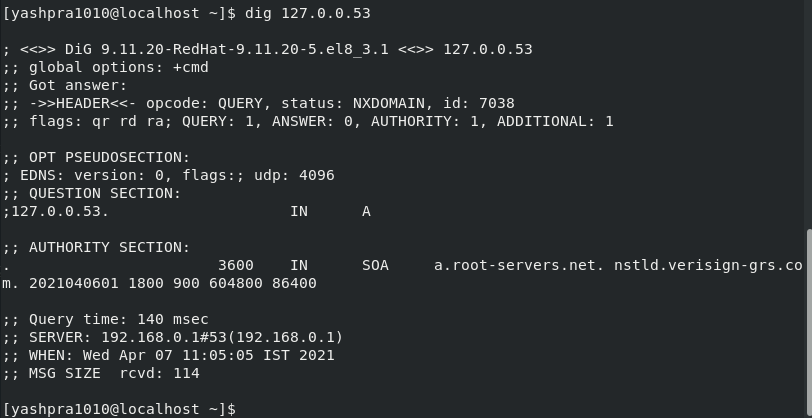 [yashpra1010@localhost ~]$ dig 127.0.0.53
; <<>> DiG 9.11.20-RedHat-9.11.20-5.el8_3.1 <<>> 127.0.0.53
;; global options: +cmd
;; Got answer:
;; ->>HEADER<<- opcode: QUERY, status: NXDOMAIN, id: 7038
;; flags: qr rd ra; QUERY: 1, ANSWER: 0, AUTHORITY: 1, ADDITIONAL: 1
;; OPT PSEUDOSECTION:
; EDNS: version: 0, flags:; udp: 4096
;; QUESTION SECTION:
;127.0.0.53. IN A
;; AUTHORITY SECTION:
. 3600 IN SOA a.root-servers.net. nstld.verisign-grs.co
m. 2021040601 1800 900 604800 86400
;; Query time: 140 msec
;; SERVER: 192.168.0.1#53(192.168.0.1)
;; WHEN: Wed Apr 07 11:05:05 IST 2021
;; MSG SIZE rcvd: 114
[yashpra1010@localhost ~]$